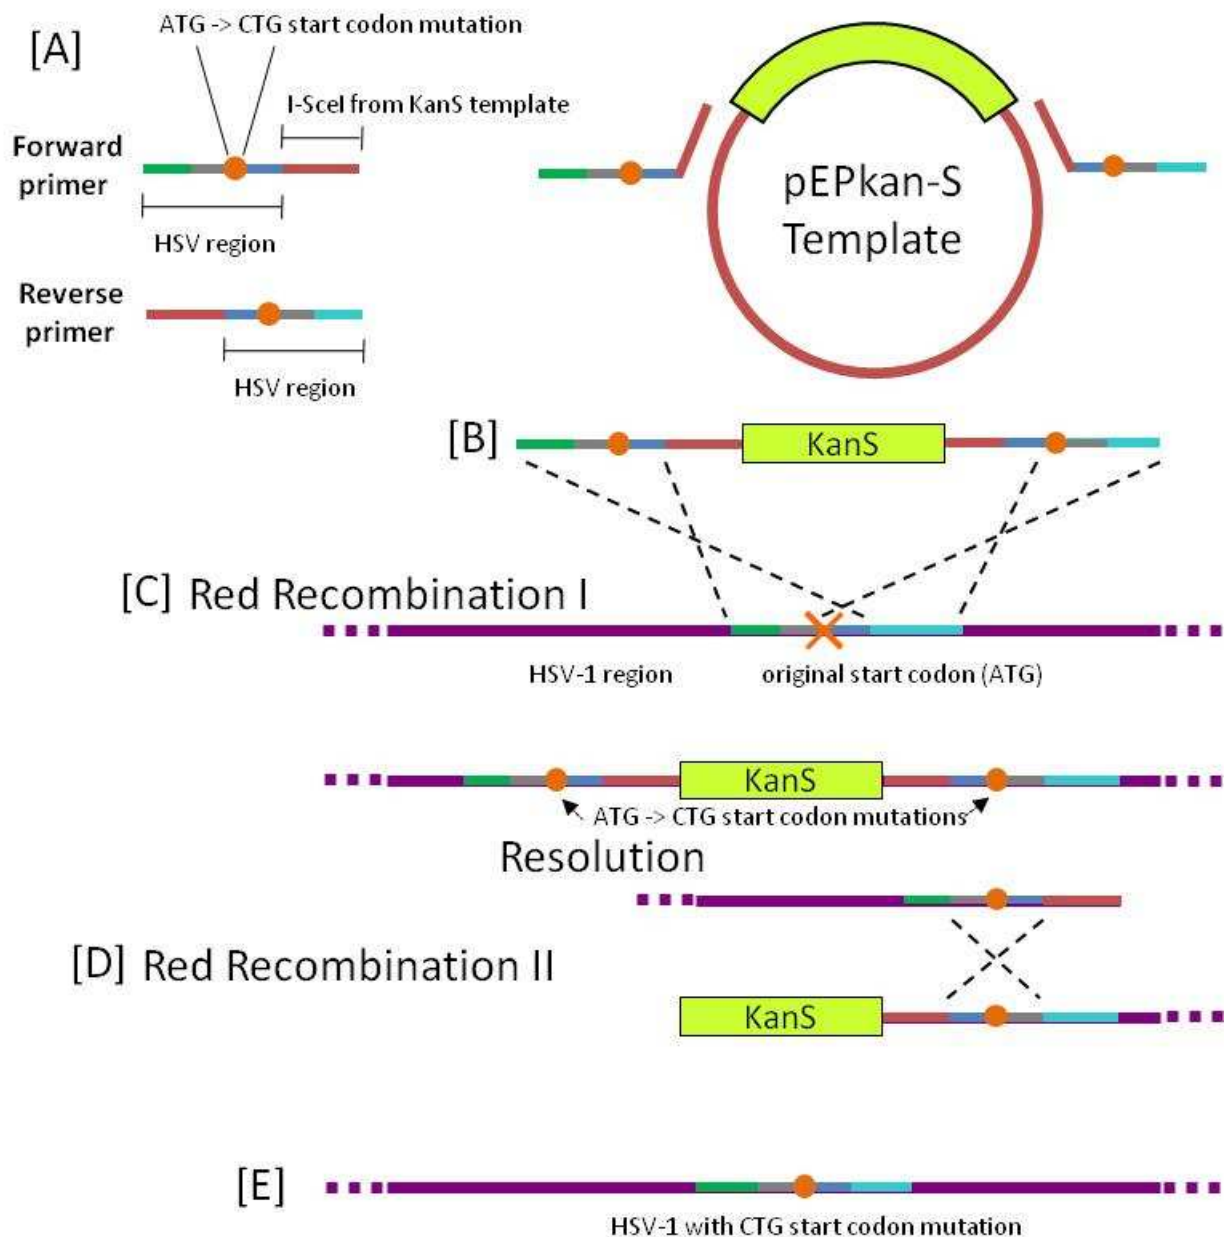 [A]
ATG -> CTG start codon mutation
I-SceI from KanS template
Forward
primer
HSV region
Reverse
primer
HSV region
pEPkan-S
Template
[B]
KanS
[C] Red Recombination I
HSV-1 region
original start codon (ATG)
KanS
ATG -> CTG start codon mutations
Resolution
[D] Red Recombination II
KanS
[E]
HSV-1 with CTG start codon mutation